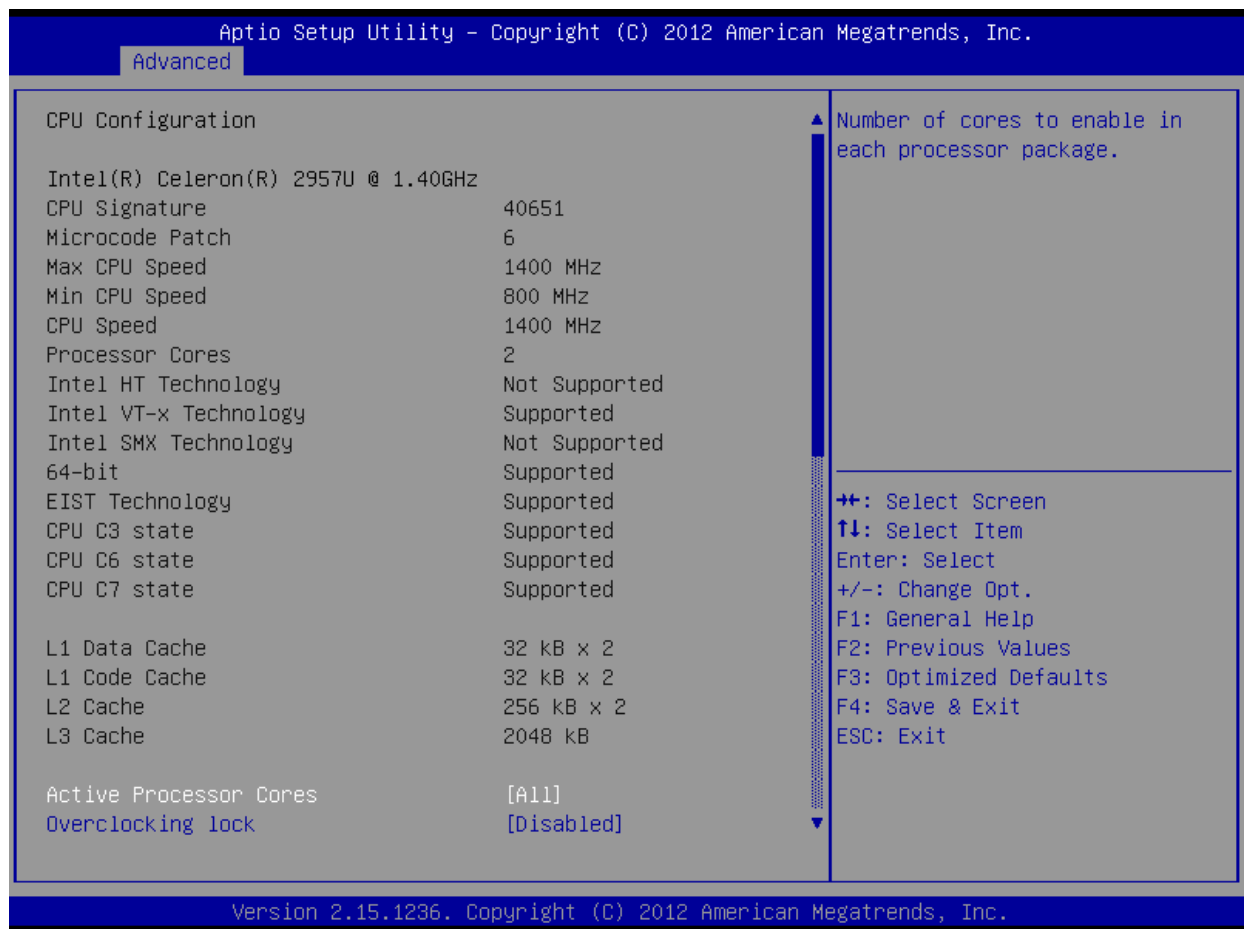 Aptio Setup Utility – Copyright (C) 2012 American Megatrends, Inc.
Advanced
CPU Configuration
Intel(R) Celeron(R) 2957U @ 1.40GHz
CPU Signature 40651
Microcode Patch 6
Max CPU Speed 1400 MHz
Min CPU Speed 800 MHz
CPU Speed 1400 MHz
Processor Cores 2
Intel HT Technology Not Supported
Intel VT-x Technology Supported
Intel SMX Technology Not Supported
64-bit Supported
EIST Technology Supported
CPU C3 state Supported
CPU C6 state Supported
CPU C7 state Supported
L1 Data Cache 32 kB x 2
L1 Code Cache 32 kB x 2
L2 Cache 256 kB x 2
L3 Cache 2048 kB
Active Processor Cores [All]
Overclocking lock [Disabled]
Number of cores to enable in
each processor package.
→←: Select Screen
↑↓: Select Item
Enter: Select
+/-: Change Opt.
F1: General Help
F2: Previous Values
F3: Optimized Defaults
F4: Save & Exit
ESC: Exit
Version 2.15.1236. Copyright (C) 2012 American Megatrends, Inc.